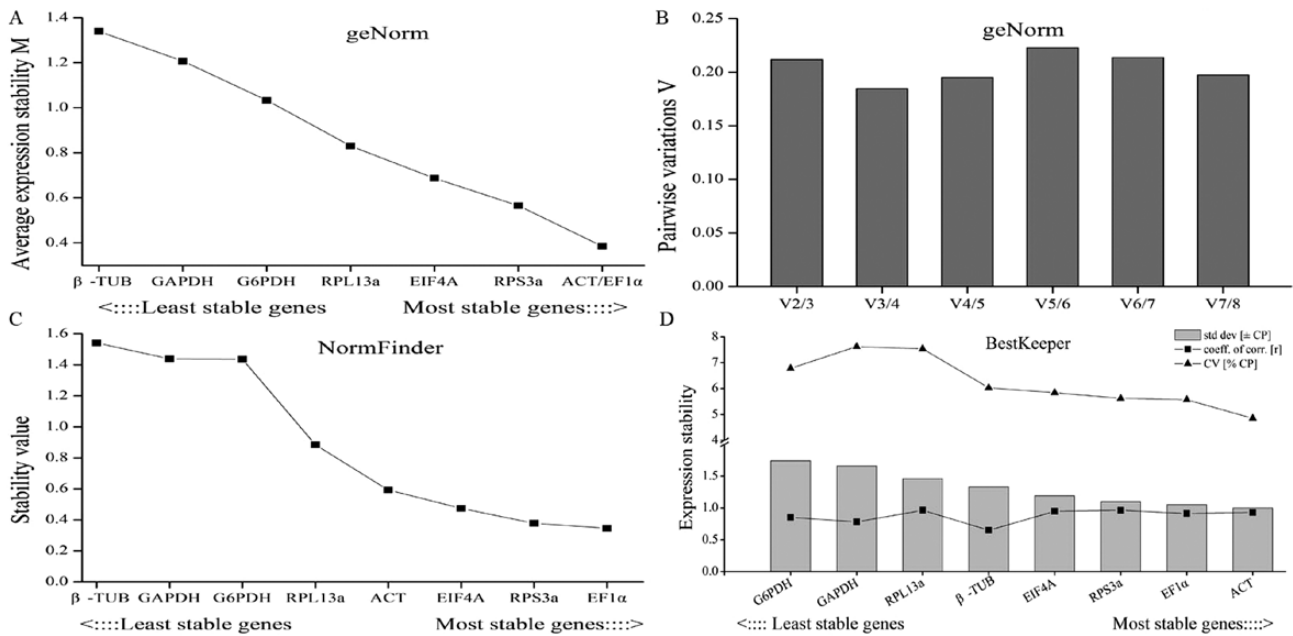 A
geNorm
Average expression stability M
1.4
1.2
1.0
0.8
0.6
0.4
β -TUB GAPDH G6PDH RPL13a EIF4A RPS3a ACT/EF1α
<::::Least stable genes Most stable genes::::>
B
geNorm
Pairwise variations V
0.25
0.20
0.15
0.10
0.05
0.00
V2/3 V3/4 V4/5 V5/6 V6/7 V7/8
C
NormFinder
Stability value
1.6
1.4
1.2
1.0
0.8
0.6
0.4
0.2
0.0
β -TUB GAPDH G6PDH RPL13a ACT EIF4A RPS3a EF1α
<::::Least stable genes Most stable genes::::>
D
BestKeeper
std dev [± CP]
coeff. of corr. [r]
CV [% CP]
Expression stability
8
7
6
5
4
1.5
1.0
0.5
0.0
G6PDH GAPDH RPL13a β -TUB EIF4A RPS3a EF1α ACT
<:::: Least stable genes Most stable genes::::>